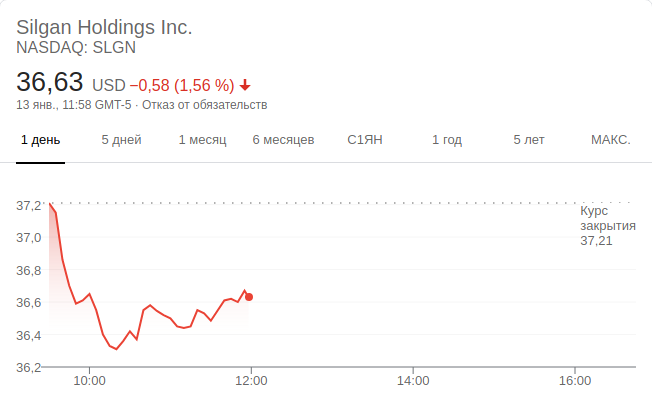 Silgan Holdings Inc.
NASDAQ: SLGN
36,63 USD −0,58 (1,56 %)
13 янв., 11:58 GMT-5 · Отказ от обязательств
1 день 5 дней 1 месяц 6 месяцев С1ЯН 1 год 5 лет МАКС.
37,2
37,0
36,8
36,6
36,4
36,2
Курс
закрытия
37,21
10:00 12:00 14:00 16:00